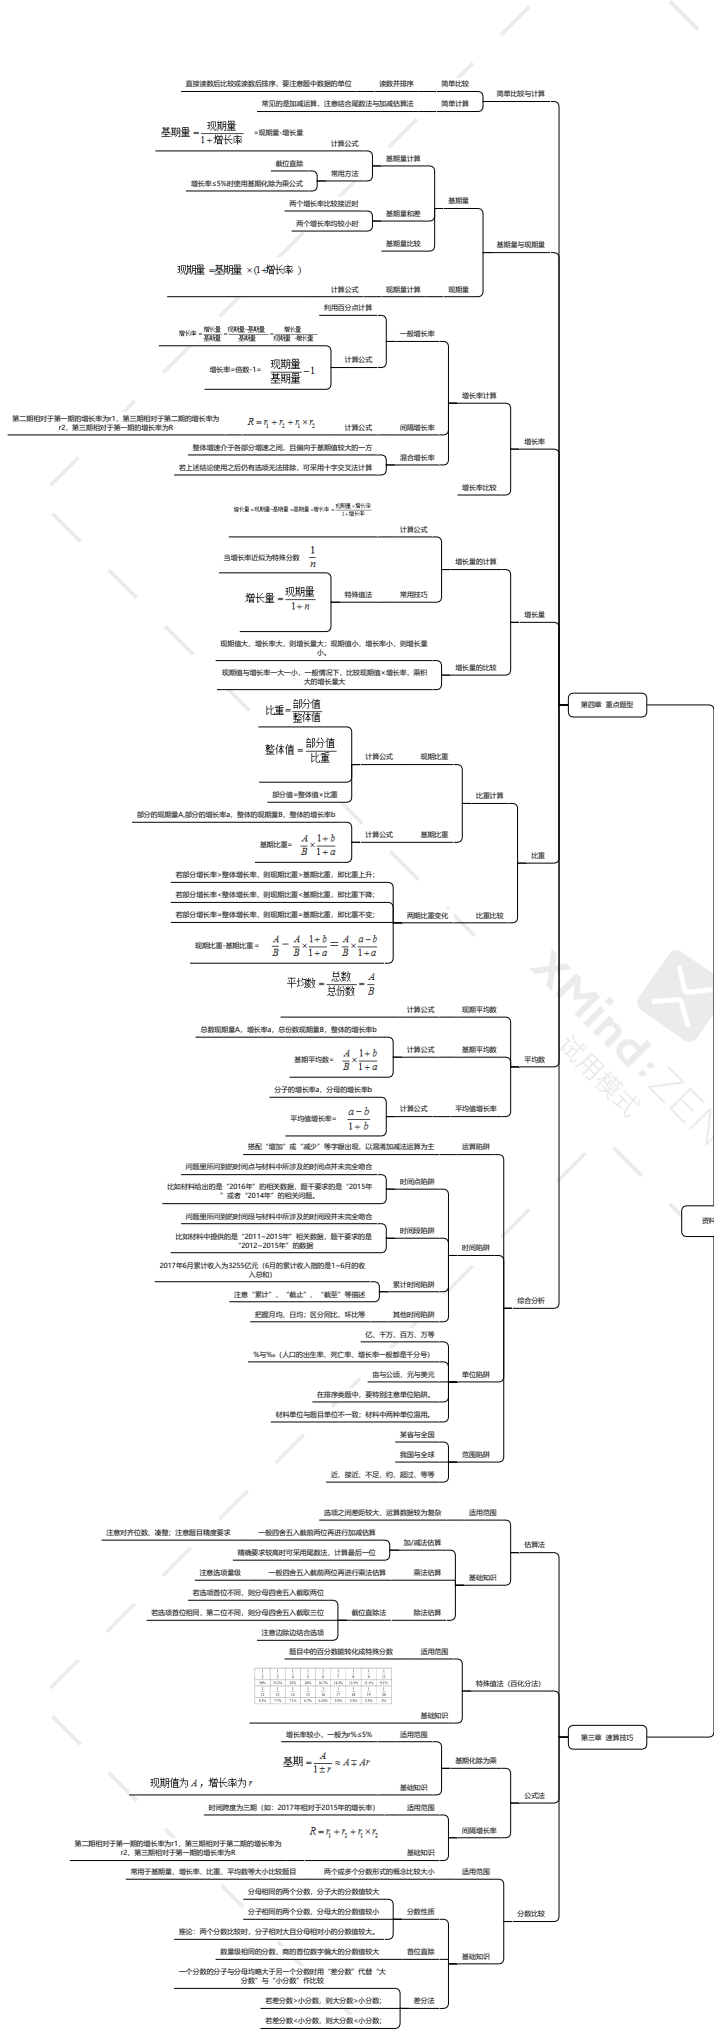 直接读数后比较或读数后排序，要注意题中数据的单位 读数并排序 简单比较
简单比较与计算
常见的是加减运算，注意结合尾数法与加减估算法 简单计算
基期量 = 现期量/(1+增长率) =现期量-增长量
计算公式
基期量计算
截位直除
常用方法
增长率≤5%时使用基期化除为乘公式
基期量
两个增长率比较接近时
基期量和差
两个增长率均较小时
基期量比较
基期量与现期量
现期量 =基期量 ×(1+增长率 )
计算公式 现期量计算 现期量
利用百分点计算
一般增长率
增长率 = 增长量/基期量 = (现期量-基期量)/基期量 = 增长量/(现期量 -增长量)
计算公式
增长率=倍数-1= 现期量/基期量 −1
增长率计算
第二期相对于第一期的增长率为r1，第三期相对于第二期的增长率为
r2，第三期相对于第一期的增长率为R
R = r₁ + r₂ + r₁ × r₂
计算公式 间隔增长率
增长率
整体增速介于各部分增速之间，且偏向于基期值较大的一方
混合增长率
若上述结论使用之后仍有选项无法排除，可采用十字交叉法计算
增长率比较
增长量 = 现期量−基期量 =基期量 ×增长率 = 现期量 ×增长率/(1+增长率)
计算公式
增长量的计算
当增长率近似为特殊分数 1/n
特殊值法 常用技巧
增长量 = 现期量/(1+n)
增长量
现期值大，增长率大，则增长量大；现期值小，增长率小，则增长量
小。
增长量的比较
现期值与增长率一大一小，一般情况下，比较现期值×增长率，乘积
大的增长量大
第四章 重点题型
比重=部分值/整体值
整体值 = 部分值/比重
计算公式 现期比重
部分值=整体值×比重
比重计算
部分的现期量A,部分的增长率a，整体的现期量B，整体的增长率b
计算公式 基期比重
基期比重= A/B × (1+b)/(1+a)
比重
若部分增长率>整体增长率，则现期比重>基期比重，即比重上升；
若部分增长率<整体增长率，则现期比重<基期比重，即比重下降；
若部分增长率=整体增长率，则现期比重=基期比重，即比重不变；
两期比重变化 比重比较
现期比重-基期比重= A/B − A/B × (1+b)/(1+a) = A/B × (a−b)/(1+a)
平均数 = 总数/总份数 = A/B
计算公式 现期平均数
总数现期量A，增长率a，总份数现期量B，整体的增长率b
计算公式 基期平均数
基期平均数= A/B × (1+b)/(1+a)
平均数
分子的增长率a，分母的增长率b
计算公式 平均值增长率
平均值增长率= (a−b)/(1+b)
搭配“增加”或“减少”等字眼出现，以混淆加减法运算为主 运算陷阱
问题里所问到的时间点与材料中所涉及的时间点并未完全吻合
时间点陷阱
比如材料给出的是“2016年”的相关数据，题干要求的是“2015年
”或者“2014年”的相关问题。
问题里所问到的时间段与材料中所涉及的时间段并未完全吻合
时间段陷阱
比如材料中提供的是“2011~2015年”相关数据，题干要求的是
“2012~2015年”的数据
时间陷阱
2017年6月累计收入为3255亿元（6月的累计收入指的是1~6月的收
入总和）
累计时间陷阱
注意“累计”、“截止”、“截至”等描述
综合分析
把握月均、日均；区分同比、环比等 其他时间陷阱
亿、千万、百万、万等
%与‰（人口的出生率、死亡率、增长率一般都是千分号）
亩与公顷、元与美元 单位陷阱
在排序类题中，要特别注意单位陷阱。
材料单位与题目单位不一致；材料中两种单位混用。
某省与全国
我国与全球 范围陷阱
近、接近、不足、约、超过、等等
XMind:ZEN
试用模式
资料
选项之间差距较大、运算数据较为复杂 适用范围
估算法
注意对齐位数、凑整；注意题目精度要求 一般四舍五入截前两位再进行加减估算
加/减法估算
精确要求较高时可采用尾数法，计算最后一位
注意选项量级 一般四舍五入截前两位再进行乘法估算 乘法估算
基础知识
若选项首位不同，则分母四舍五入截取两位
若选项首位相同，第二位不同，则分母四舍五入截取三位 截位直除法 除法估算
注意边除边结合选项
题目中的百分数能转化成特殊分数 适用范围
特殊值法（百化分法）
基础知识
第三章 速算技巧
增长率较小，一般为r%≤5% 适用范围
基期化除为乘
基期 = A/(1±r) ≈ A∓Ar
现期值为 A，增长率为 r
基础知识
公式法
时间跨度为三期（如：2017年相对于2015年的增长率） 适用范围
间隔增长率
R = r₁ + r₂ + r₁ × r₂
第二期相对于第一期的增长率为r1，第三期相对于第二期的增长率为
r2，第三期相对于第一期的增长率为R
基础知识
常用于基期量、增长率、比重、平均数等大小比较题目 两个或多个分数形式的概念比较大小 适用范围
分数比较
分母相同的两个分数，分子大的分数值较大
分子相同的两个分数，分母大的分数值较小 分数性质
推论：两个分数比较时，分子相对大且分母相对小的分数值较大。
数量级相同的分数，商的首位数字偏大的分数值较大 首位直除
基础知识
一个分数的分子与分母均略大于另一个分数时用“差分数”代替“大
分数”与“小分数”作比较
若差分数>小分数，则大分数>小分数； 差分法
若差分数<小分数，则大分数<小分数；